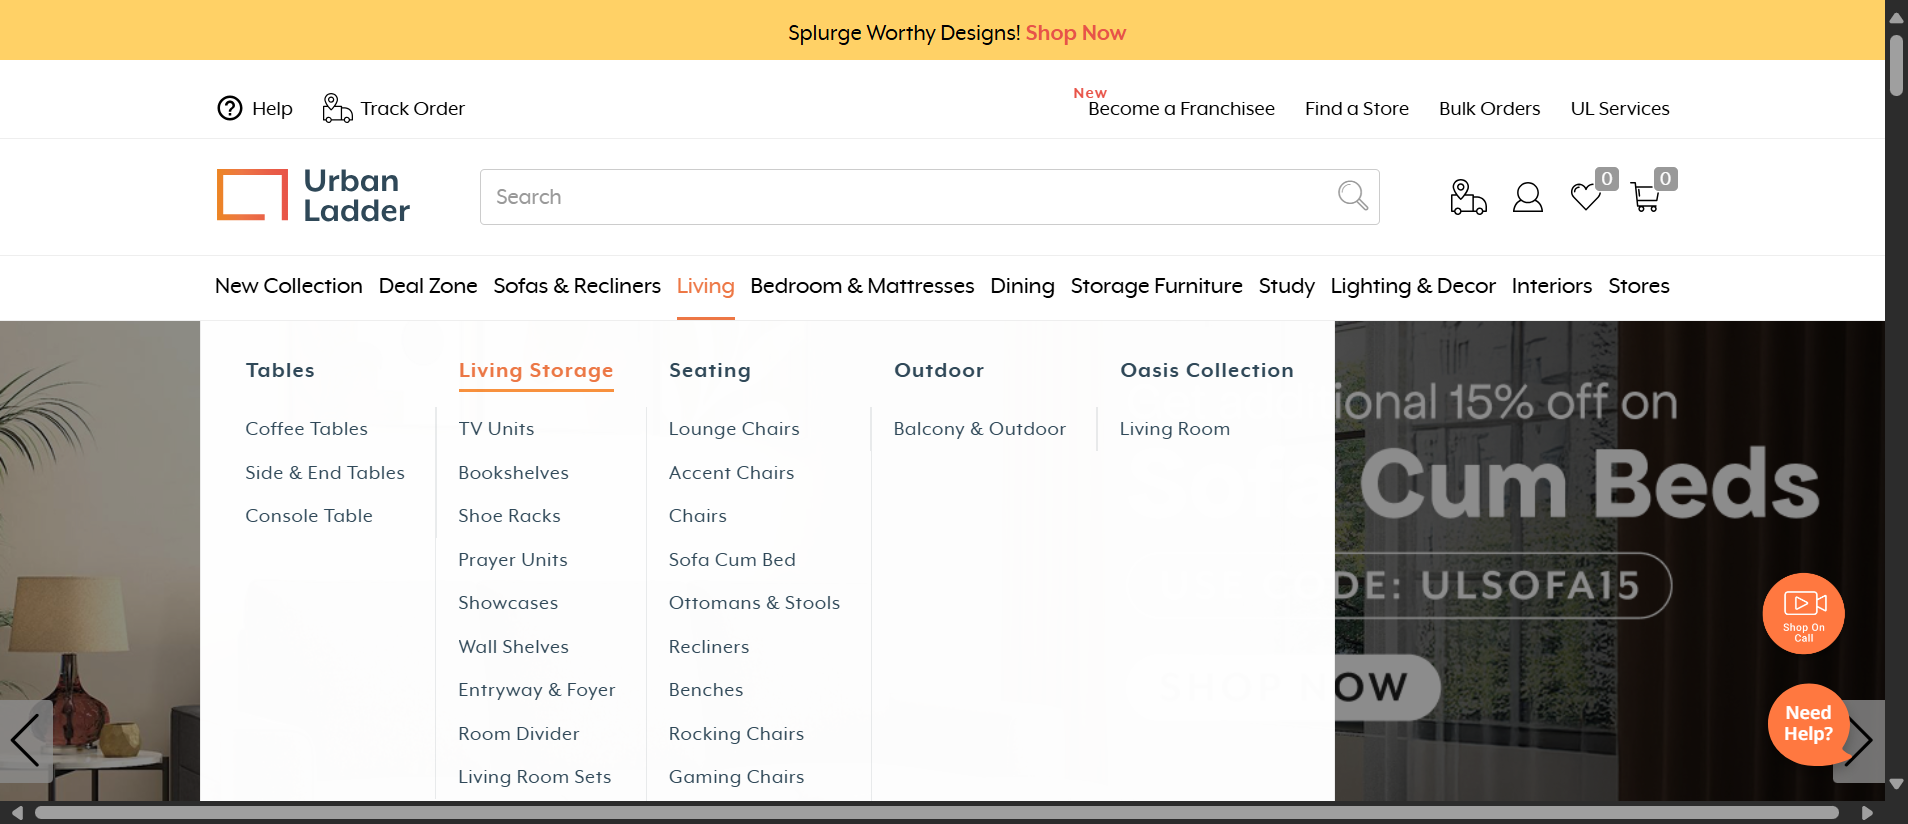 Splurge Worthy Designs! Shop Now
Help
Track Order
New
Become a Franchisee
Find a Store
Bulk Orders
UL Services
Urban
Ladder
Search
0
0
New Collection
Deal Zone
Sofas & Recliners
Living
Bedroom & Mattresses
Dining
Storage Furniture
Study
Lighting & Decor
Interiors
Stores
Tables
Coffee Tables
Side & End Tables
Console Table
Living Storage
TV Units
Bookshelves
Shoe Racks
Prayer Units
Showcases
Wall Shelves
Entryway & Foyer
Room Divider
Living Room Sets
Seating
Lounge Chairs
Accent Chairs
Chairs
Sofa Cum Bed
Ottomans & Stools
Recliners
Benches
Rocking Chairs
Gaming Chairs
Outdoor
Balcony & Outdoor
Oasis Collection
Living Room
15% off on
Cum Beds
CODE: ULSOFA15
SHOP NOW
Shop On
Call
Need
Help?